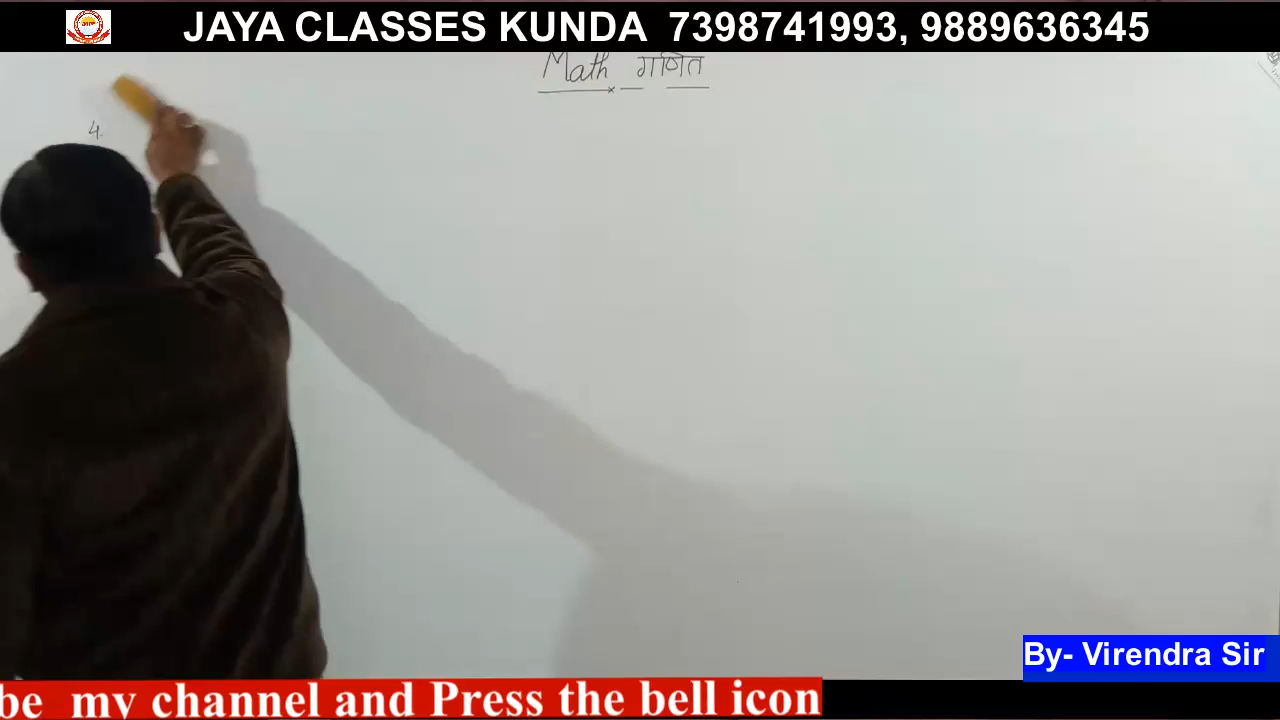 JAYA CLASSES KUNDA 7398741993, 9889636345
Math गणित
4.
By- Virendra Sir
be my channel and Press the bell icon